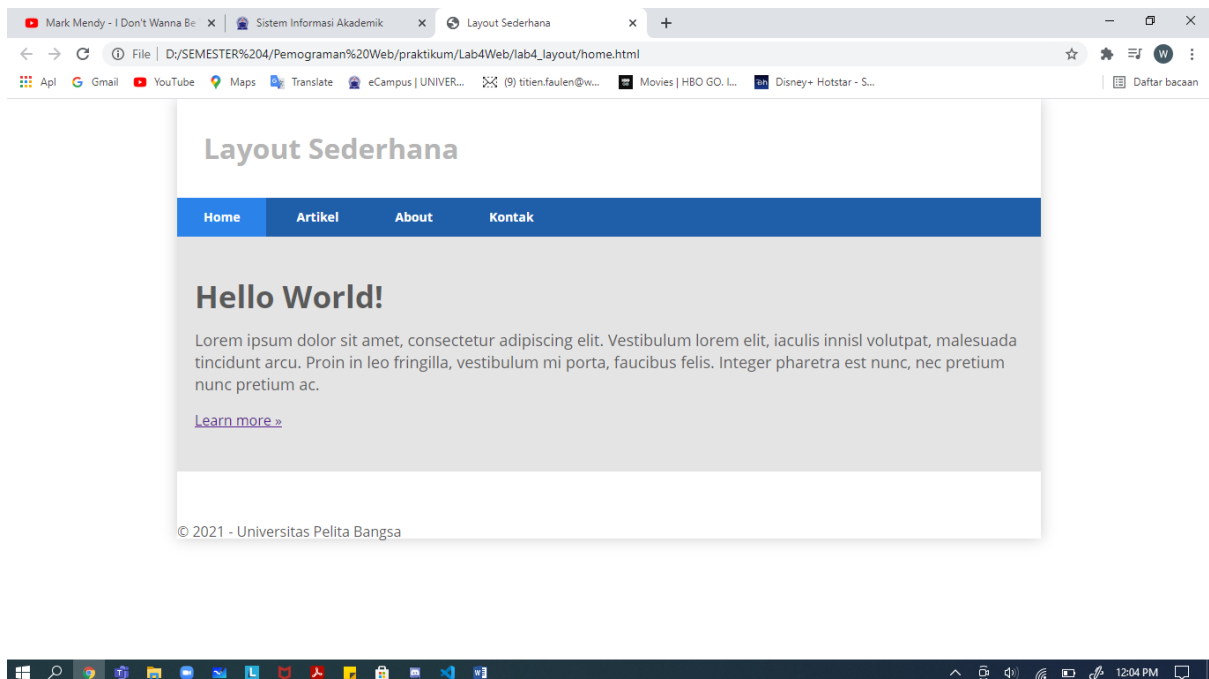 Mark Mendy - I Don't Wanna Be
Sistem Informasi Akademik
Layout Sederhana
File | D:/SEMESTER%204/Pemograman%20Web/praktikum/Lab4Web/lab4_layout/home.html
W
Apl Gmail YouTube Maps Translate eCampus | UNIVER... (9) titien.faulen@w... Movies | HBO GO. I... Disney+ Hotstar - S... Daftar bacaan
Layout Sederhana
Home Artikel About Kontak
Hello World!
Lorem ipsum dolor sit amet, consectetur adipiscing elit. Vestibulum lorem elit, iaculis innisl volutpat, malesuada
tincidunt arcu. Proin in leo fringilla, vestibulum mi porta, faucibus felis. Integer pharetra est nunc, nec pretium
nunc pretium ac.
Learn more »
© 2021 - Universitas Pelita Bangsa
12:04 PM